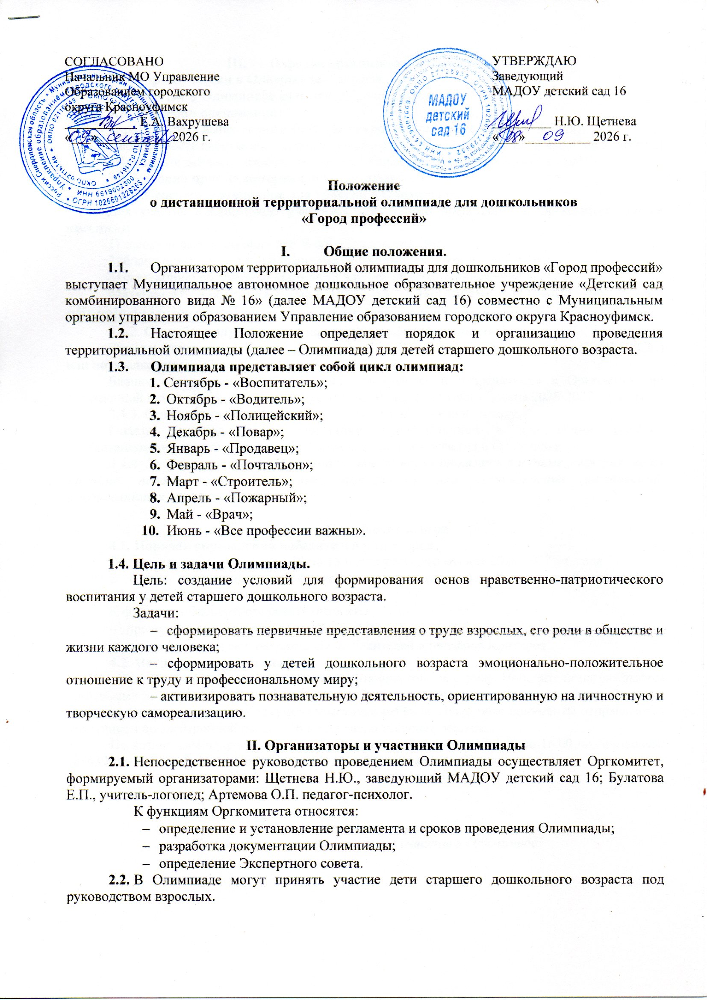 СОГЛАСОВАНО
Начальник МО Управление
Образованием городского
округа Красноуфимск
Е.А. Вахрушева
«09» сентября 2026 г.
УТВЕРЖДАЮ
Заведующий
МАДОУ детский сад 16
Н.Ю. Щетнева
«08» 09 2026 г.
МАДОУ
детский
сад 16
ИНН 6619002300
ОГРН 1026601226265
Положение
о дистанционной территориальной олимпиаде для дошкольников
«Город профессий»
I. Общие положения.
1.1. Организатором территориальной олимпиады для дошкольников «Город профессий»
выступает Муниципальное автономное дошкольное образовательное учреждение «Детский сад
комбинированного вида № 16» (далее МАДОУ детский сад 16) совместно с Муниципальным
органом управления образованием Управление образованием городского округа Красноуфимск.
1.2. Настоящее Положение определяет порядок и организацию проведения
территориальной олимпиады (далее – Олимпиада) для детей старшего дошкольного возраста.
1.3. Олимпиада представляет собой цикл олимпиад:
1. Сентябрь - «Воспитатель»;
2. Октябрь - «Водитель»;
3. Ноябрь - «Полицейский»;
4. Декабрь - «Повар»;
5. Январь - «Продавец»;
6. Февраль - «Почтальон»;
7. Март - «Строитель»;
8. Апрель - «Пожарный»;
9. Май - «Врач»;
10. Июнь - «Все профессии важны».
1.4. Цель и задачи Олимпиады.
Цель: создание условий для формирования основ нравственно-патриотического
воспитания у детей старшего дошкольного возраста.
Задачи:
– сформировать первичные представления о труде взрослых, его роли в обществе и
жизни каждого человека;
– сформировать у детей дошкольного возраста эмоционально-положительное
отношение к труду и профессиональному миру;
– активизировать познавательную деятельность, ориентированную на личностную и
творческую самореализацию.
II. Организаторы и участники Олимпиады
2.1. Непосредственное руководство проведением Олимпиады осуществляет Оргкомитет,
формируемый организаторами: Щетнева Н.Ю., заведующий МАДОУ детский сад 16; Булатова
Е.П., учитель-логопед; Артемова О.П. педагог-психолог.
К функциям Оргкомитета относятся:
– определение и установление регламента и сроков проведения Олимпиады;
– разработка документации Олимпиады;
– определение Экспертного совета.
2.2. В Олимпиаде могут принять участие дети старшего дошкольного возраста под
руководством взрослых.